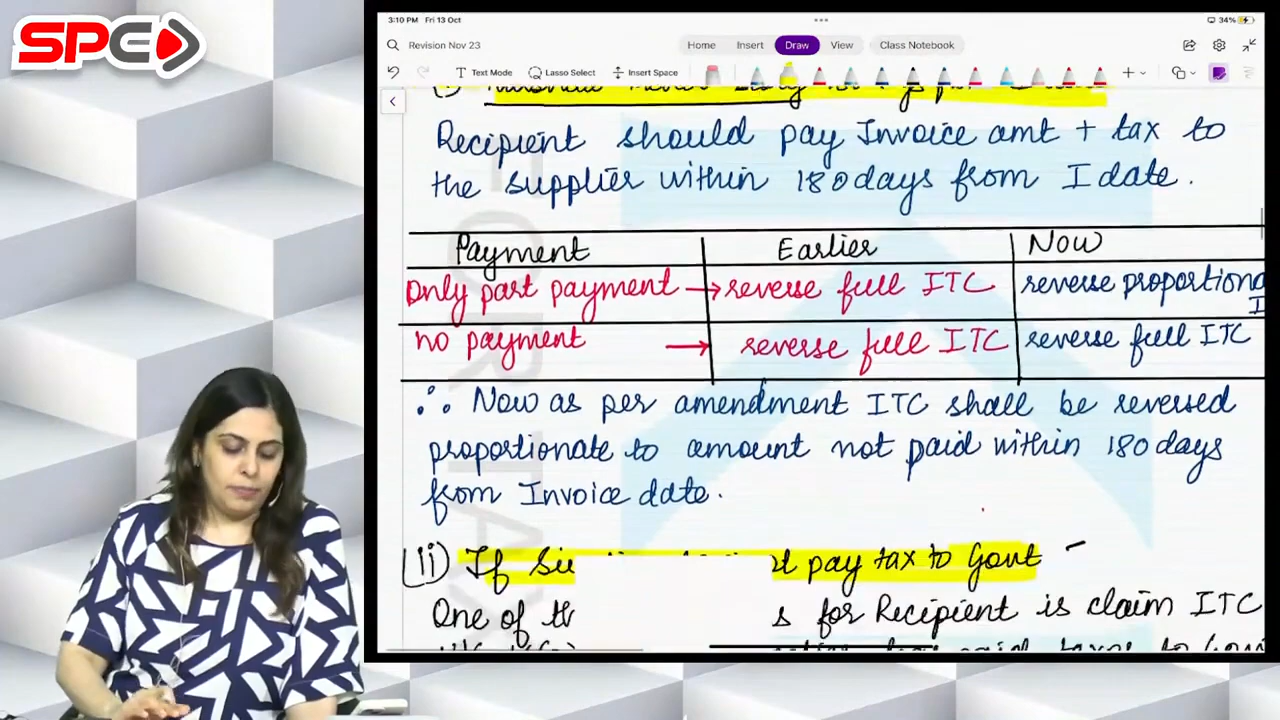 SPC
3:10 PM Fri 13 Oct
34%
Revision Nov 23
Home Insert Draw View Class Notebook
Text Mode Lasso Select Insert Space
Recipient should pay Invoice amt + tax to
the supplier within 180 days from I date.
Payment Earlier Now
Only part payment → reverse full ITC reverse proportiona
I
no payment → reverse full ITC reverse full ITC
∴ Now as per amendment ITC shall be reversed
proportionate to amount not paid within 180 days
from Invoice date.
(ii) If pay tax to Govt -
One of for Recipient is claim ITC
paid taxes to